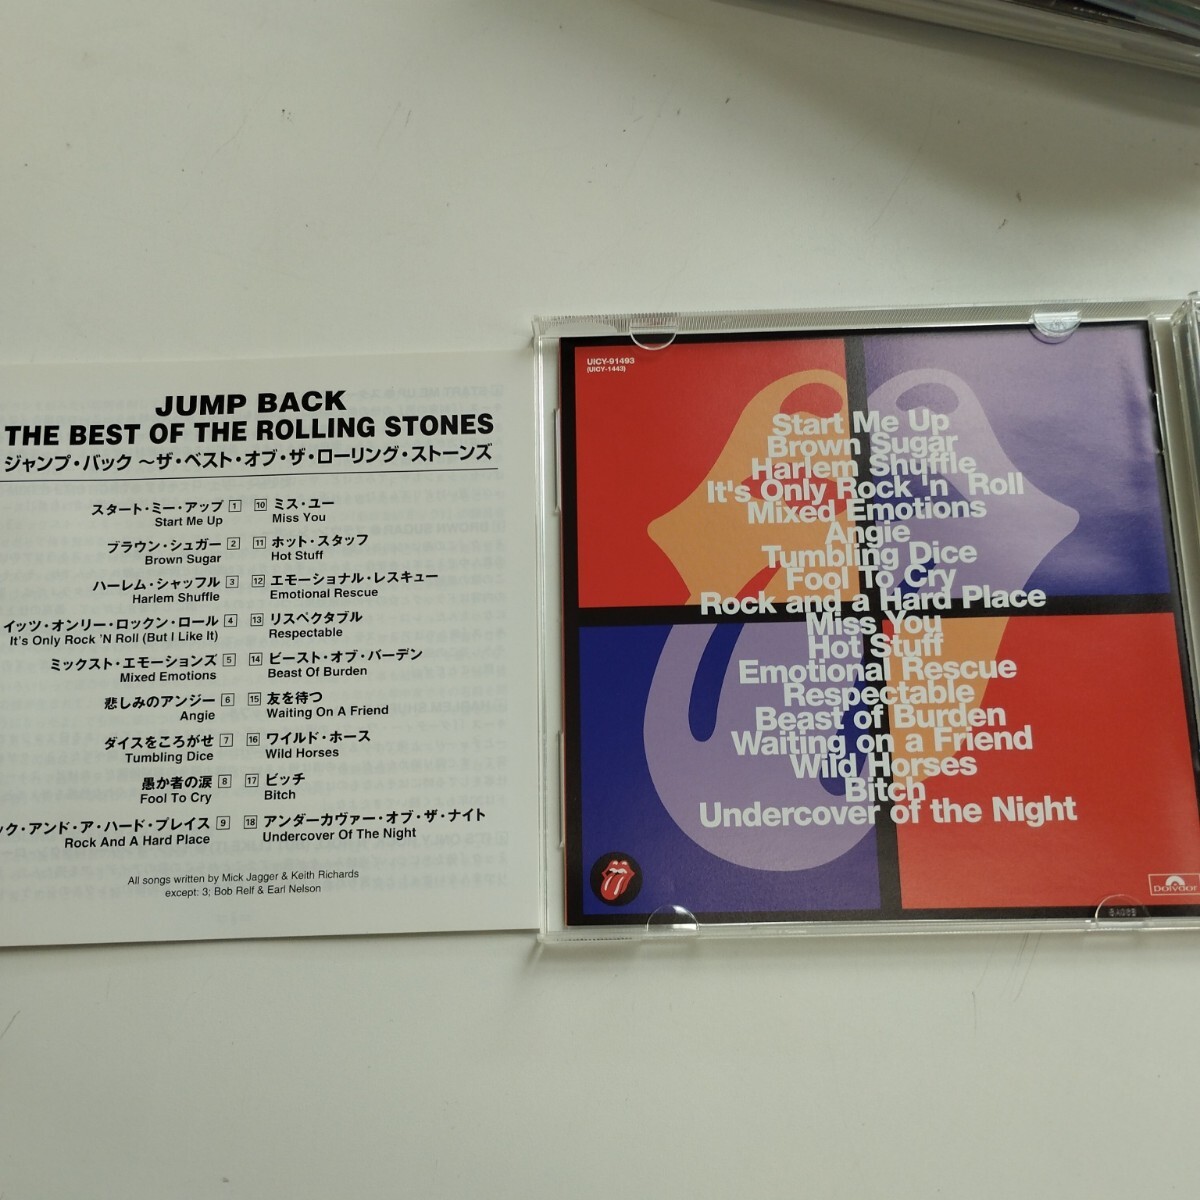 JUMP BACK
THE BEST OF THE ROLLING STONES
ジャンプ・バック ～ザ・ベスト・オブ・ザ・ローリング・ストーンズ
スタート・ミー・アップ 1
Start Me Up
ブラウン・シュガー 2
Brown Sugar
ハーレム・シャッフル 3
Harlem Shuffle
イッツ・オンリー・ロックン・ロール 4
It's Only Rock 'N Roll (But I Like It)
ミックスト・エモーションズ 5
Mixed Emotions
悲しみのアンジー 6
Angie
ダイスをころがせ 7
Tumbling Dice
愚か者の涙 8
Fool To Cry
ック・アンド・ア・ハード・プレイス 9
Rock And A Hard Place
10 ミス・ユー
Miss You
11 ホット・スタッフ
Hot Stuff
12 エモーショナル・レスキュー
Emotional Rescue
13 リスペクタブル
Respectable
14 ビースト・オブ・バーデン
Beast Of Burden
15 友を待つ
Waiting On A Friend
16 ワイルド・ホース
Wild Horses
17 ビッチ
Bitch
18 アンダーカヴァー・オブ・ザ・ナイト
Undercover Of The Night
All songs written by Mick Jagger & Keith Richards
except: 3; Bob Relf & Earl Nelson
UICY-91493
(UICY-1443)
Start Me Up
Brown Sugar
Harlem Shuffle
It's Only Rock 'n Roll
Mixed Emotions
Angie
Tumbling Dice
Fool To Cry
Rock and a Hard Place
Miss You
Hot Stuff
Emotional Rescue
Respectable
Beast of Burden
Waiting on a Friend
Wild Horses
Bitch
Undercover of the Night
Polydor